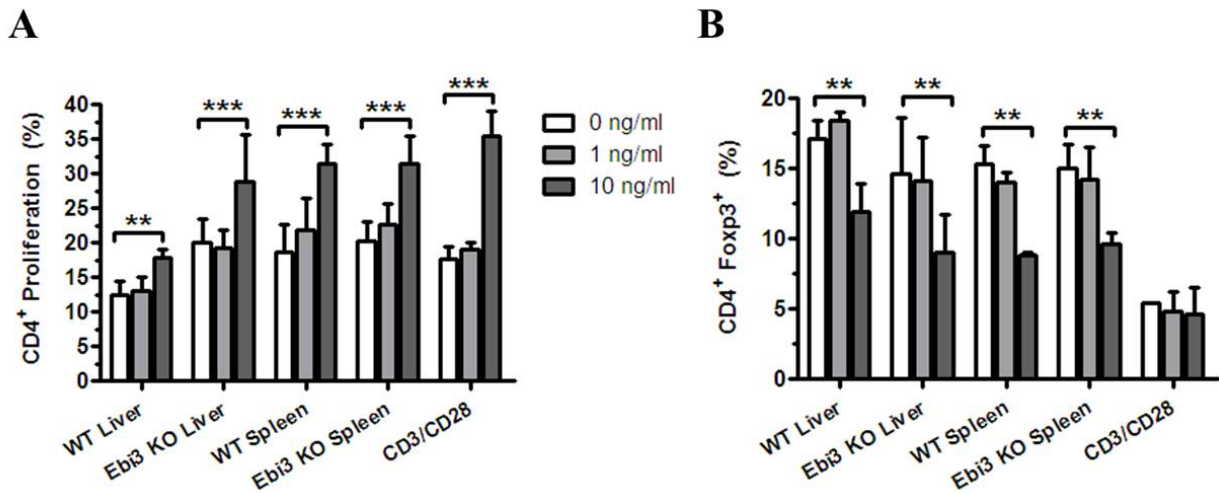 A
CD4+ Proliferation (%)
40
35
30
25
20
15
10
5
0
**
***
***
***
***
WT Liver
Ebi3 KO Liver
WT Spleen
Ebi3 KO Spleen
CD3/CD28
0 ng/ml
1 ng/ml
10 ng/ml
B
CD4+ Foxp3+ (%)
20
15
10
5
0
**
**
**
**
WT Liver
Ebi3 KO Liver
WT Spleen
Ebi3 KO Spleen
CD3/CD28